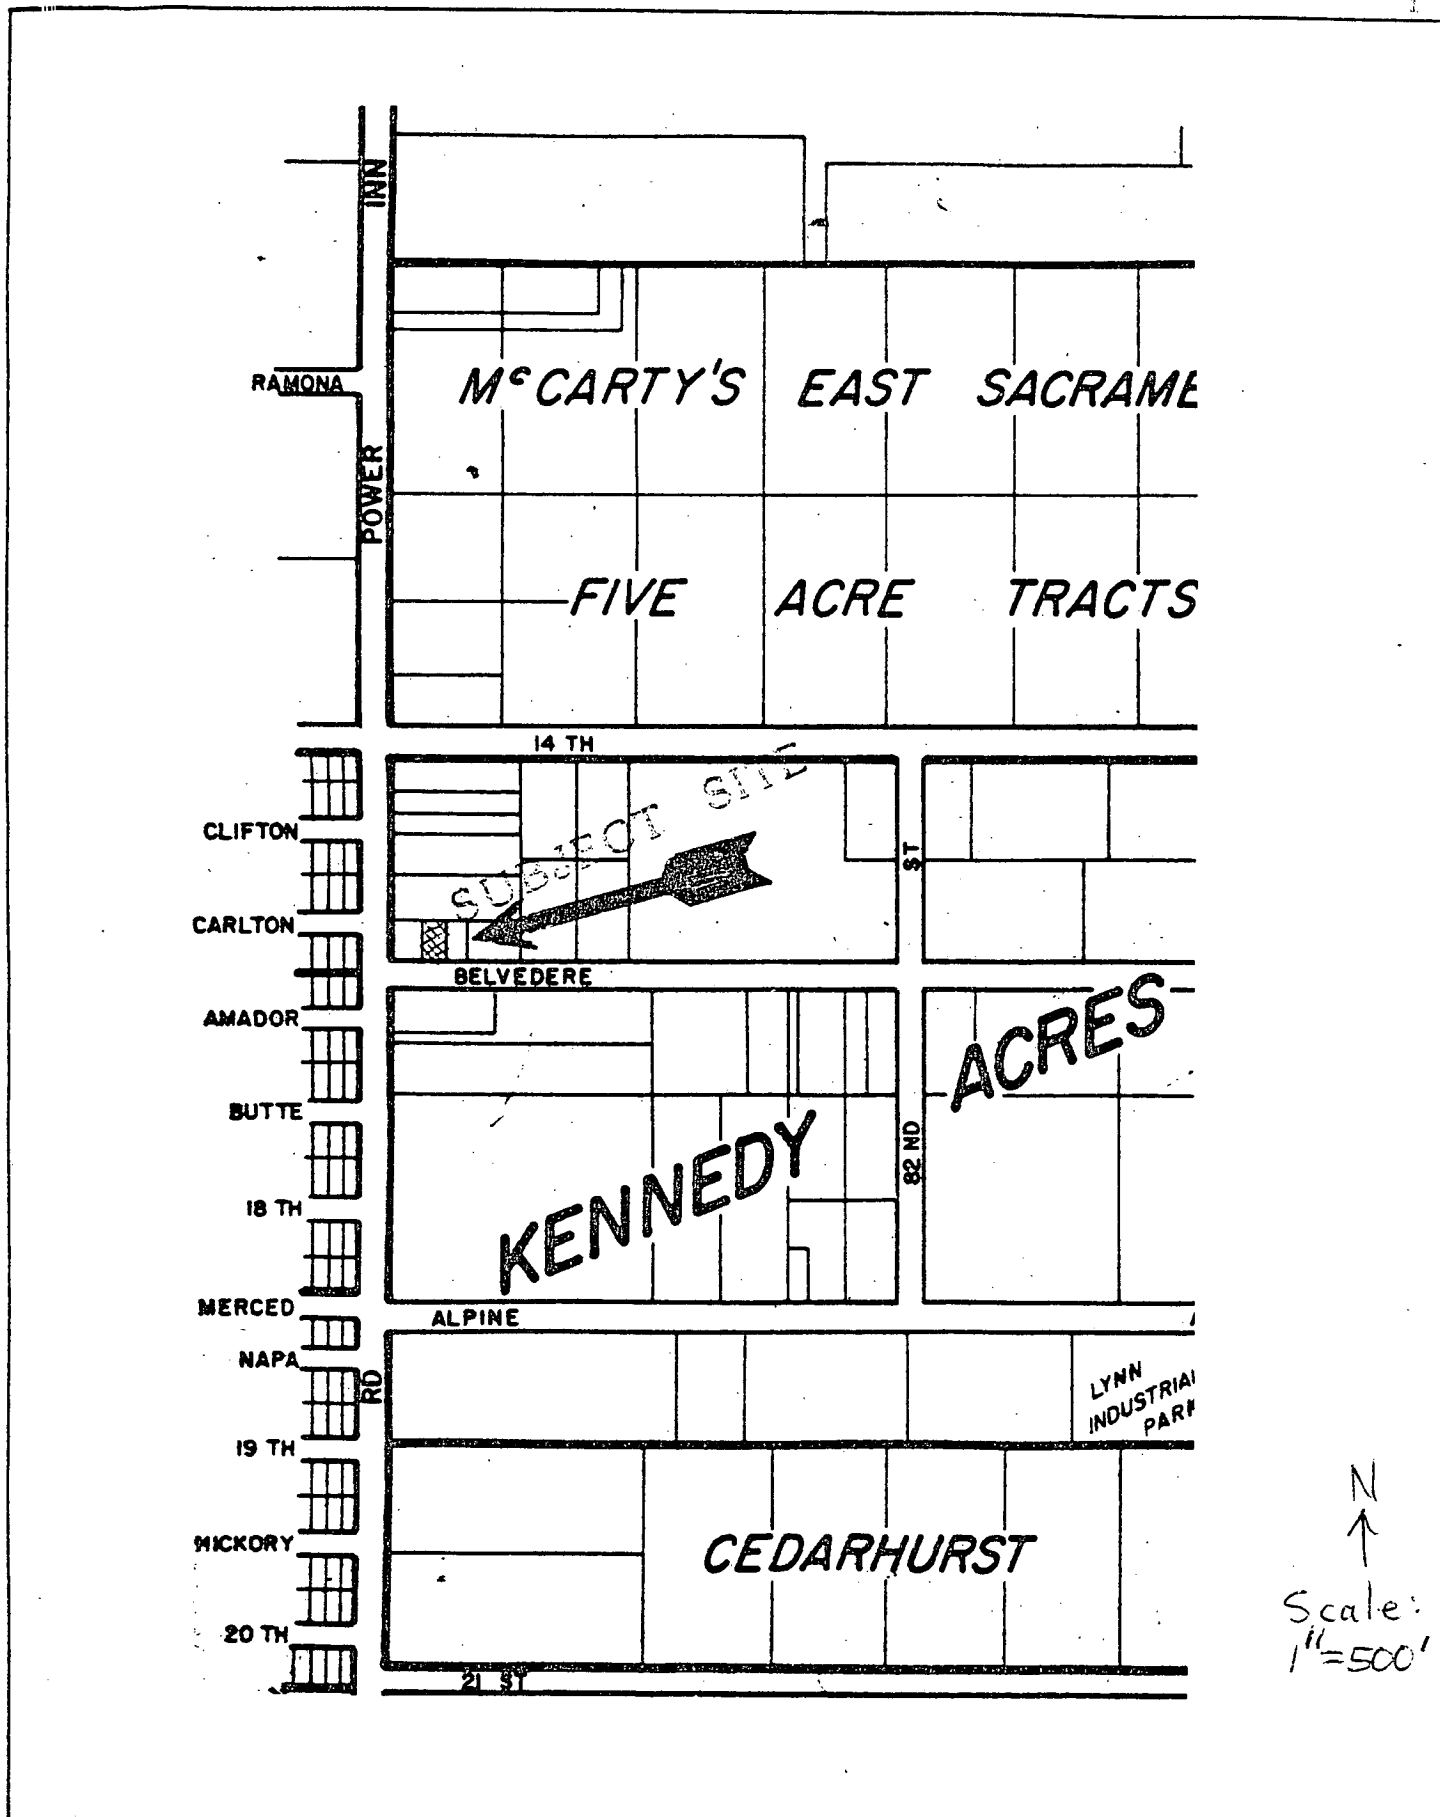 INN
RAMONA
McCARTY'S EAST SACRAME
POWER
FIVE ACRE TRACTS
14 TH
SUBJECT SITE
CLIFTON
ST
CARLTON
BELVEDERE
AMADOR
ACRES
BUTTE
82 ND
KENNEDY
18 TH
MERCED
ALPINE
NAPA
RD
LYNN
INDUSTRIAL
PARK
19 TH
HICKORY
CEDARHURST
20 TH
21 ST
N
Scale:
1"=500'